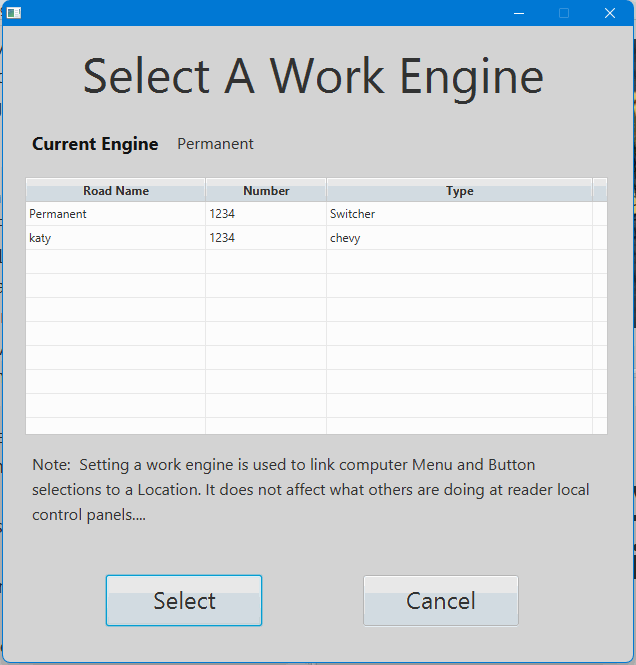 Select A Work Engine
Current Engine Permanent
Road Name Number Type
Permanent 1234 Switcher
katy 1234 chevy
Note:  Setting a work engine is used to link computer Menu and Button
selections to a Location. It does not affect what others are doing at reader local
control panels....
Select Cancel